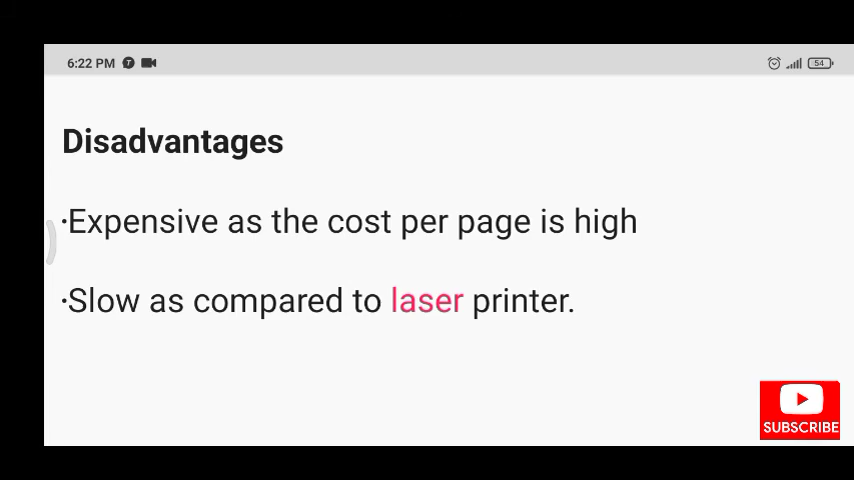 6:22 PM
54
Disadvantages
·Expensive as the cost per page is high
·Slow as compared to laser printer.
SUBSCRIBE